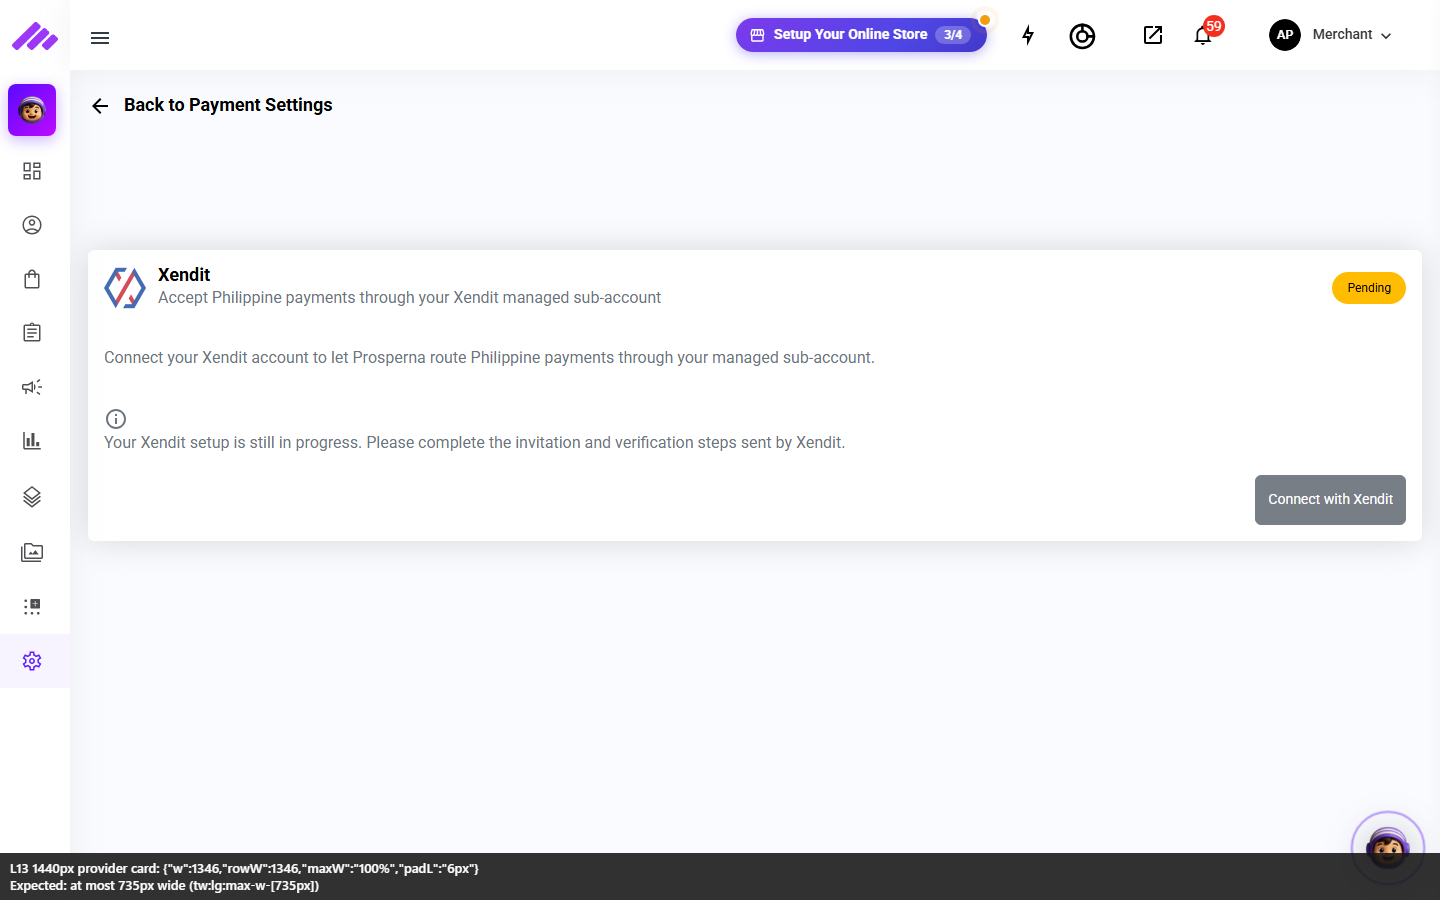 Setup Your Online Store 3/4
59
AP Merchant
Back to Payment Settings
Xendit
Accept Philippine payments through your Xendit managed sub-account
Pending
Connect your Xendit account to let Prosperna route Philippine payments through your managed sub-account.
Your Xendit setup is still in progress. Please complete the invitation and verification steps sent by Xendit.
Connect with Xendit
L13 1440px provider card: {"w":1346,"rowW":1346,"maxW":"100%","padL":"6px"}
Expected: at most 735px wide (tw:lg:max-w-[735px])